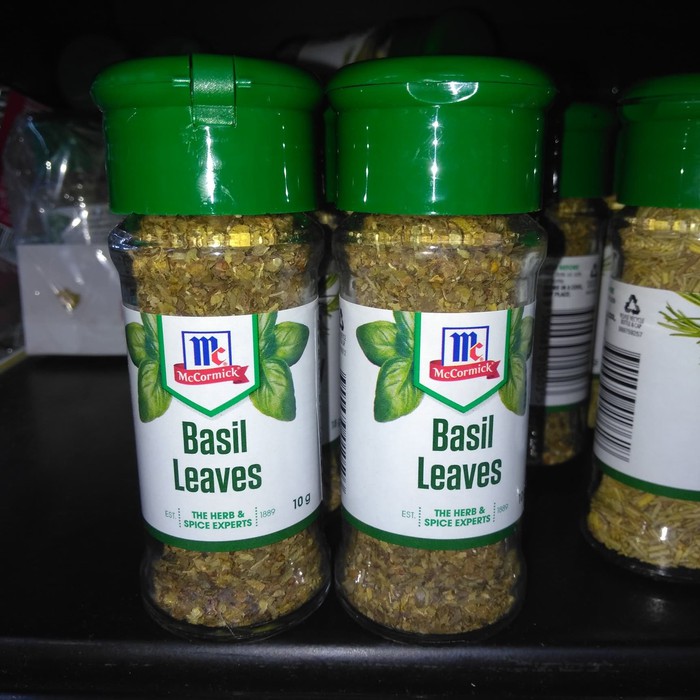 Mc
McCormick
Basil
Leaves
10 g
EST.
THE HERB &
SPICE EXPERTS
1889
Mc
McCormick
Basil
Leaves
EST.
THE HERB &
SPICE EXPERTS
1889